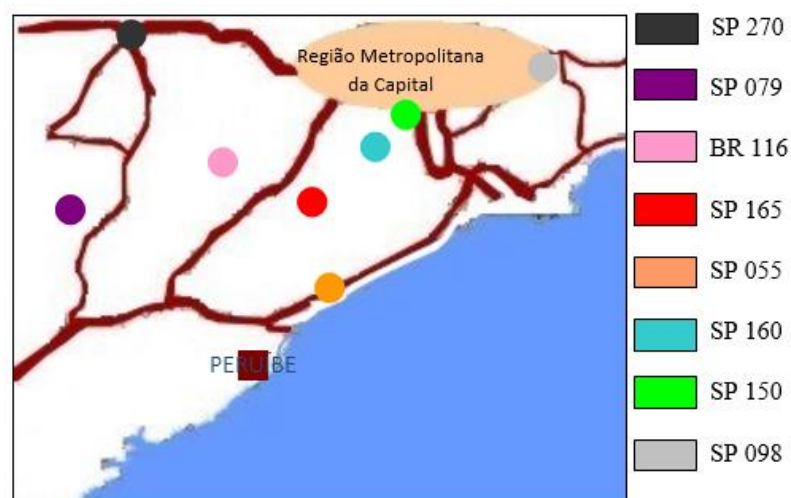 Região Metropolitana
da Capital
PERUÍBE
SP 270
SP 079
BR 116
SP 165
SP 055
SP 160
SP 150
SP 098